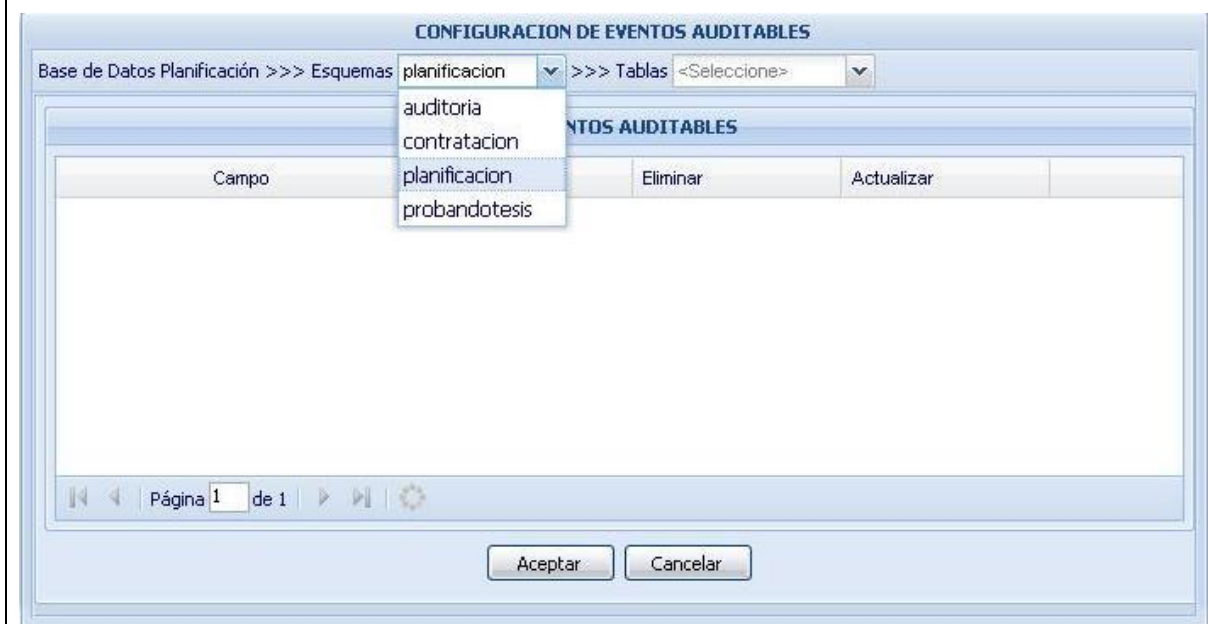 CONFIGURACION DE EVENTOS AUDITABLES
Base de Datos Planificación >>> Esquemas planificacion >>> Tablas <Seleccione>
auditoria
contratacion
planificacion
probandotesis
NTOS AUDITABLES
Campo Eliminar Actualizar
Página 1 de 1
Aceptar Cancelar